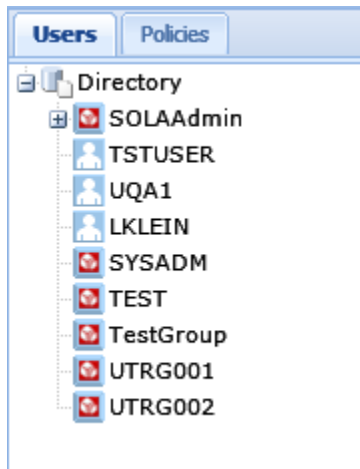 Users Policies
Directory
SOLAAdmin
TSTUSER
UQA1
LKLEIN
SYSADM
TEST
TestGroup
UTRG001
UTRG002